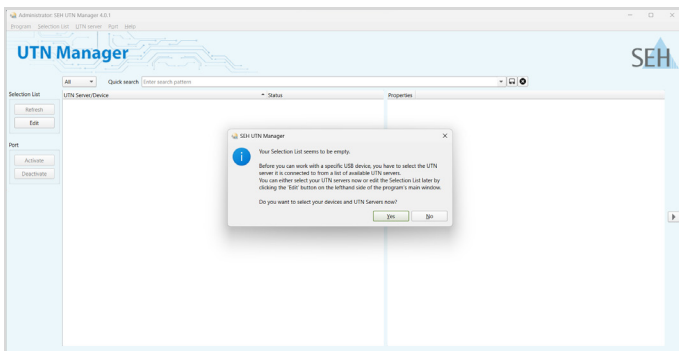 Administrator: SEH UTN Manager 4.0.1
Program Selection List UTN server Port Help
UTN Manager
SEH
All Quick search Enter search pattern
Selection List
UTN Server/Device Status Properties
Refresh
Edit
Port
Activate
Deactivate
SEH UTN Manager
Your Selection List seems to be empty.
Before you can work with a specific USB device, you have to select the UTN
server it is connected to from a list of available UTN
servers.
You can either select your UTN servers now or edit the Selection List later by
clicking the 'Edit' button on the lefthand side of the program's main window.
Do you want to select your devices and UTN Servers now?
Yes No